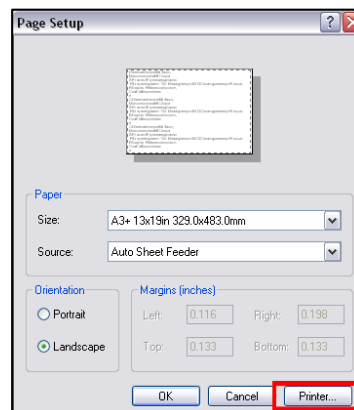 Page Setup
Paper
Size: A3+ 13x19in 329.0x483.0mm
Source: Auto Sheet Feeder
Orientation
Portrait
Landscape
Margins (inches)
Left: 0.116 Right: 0.198
Top: 0.133 Bottom: 0.133
OK Cancel Printer...